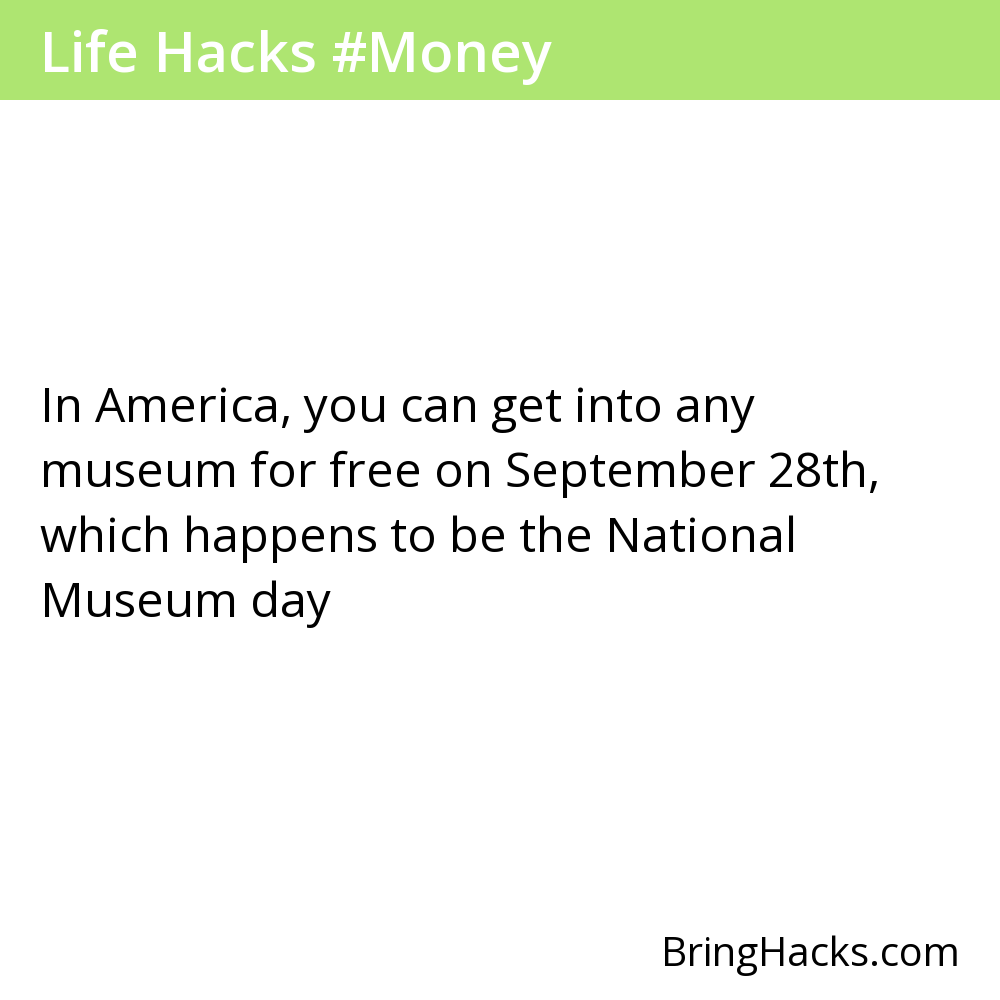 Life Hacks #Money
In America, you can get into any
museum for free on September 28th,
which happens to be the National
Museum day
BringHacks.com